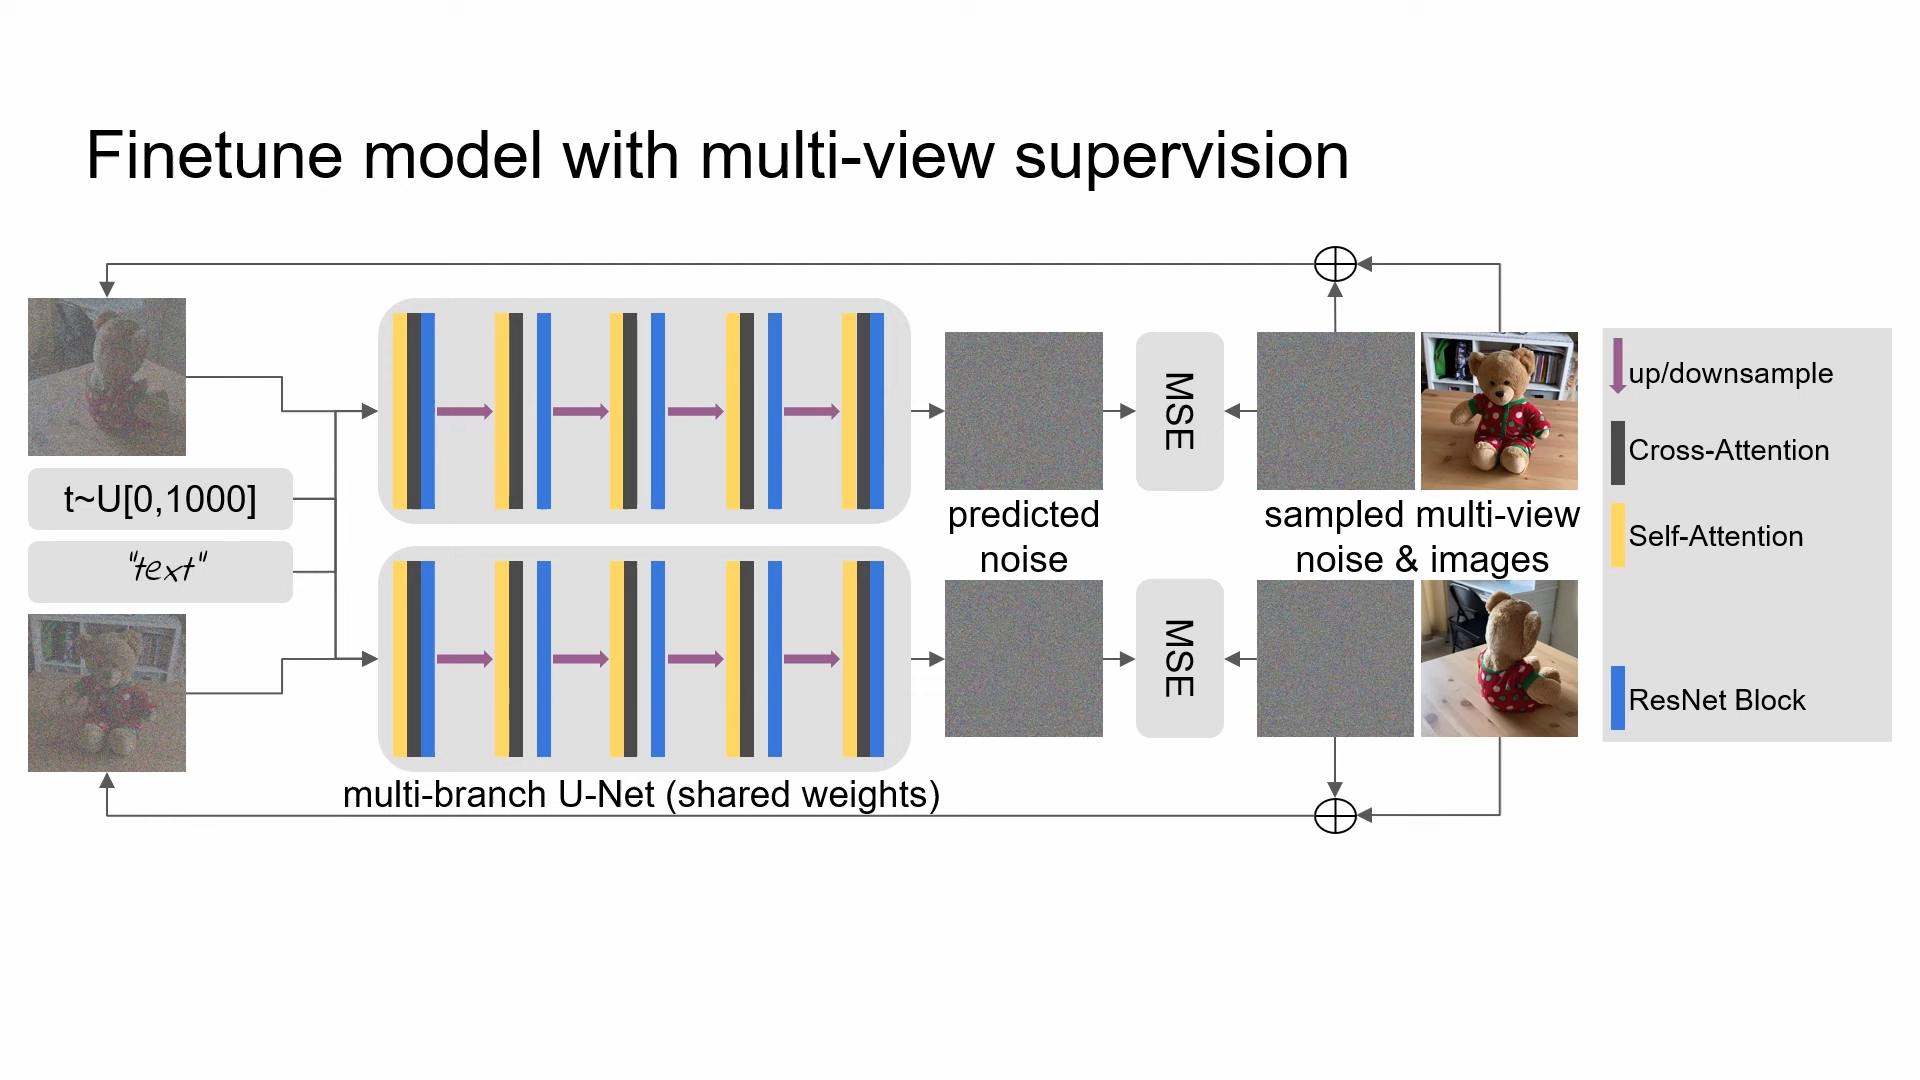 Finetune model with multi-view supervision
t~U[0,1000]
"text"
multi-branch U-Net (shared weights)
predicted
noise
MSE
MSE
sampled multi-view
noise & images
up/downsample
Cross-Attention
Self-Attention
ResNet Block